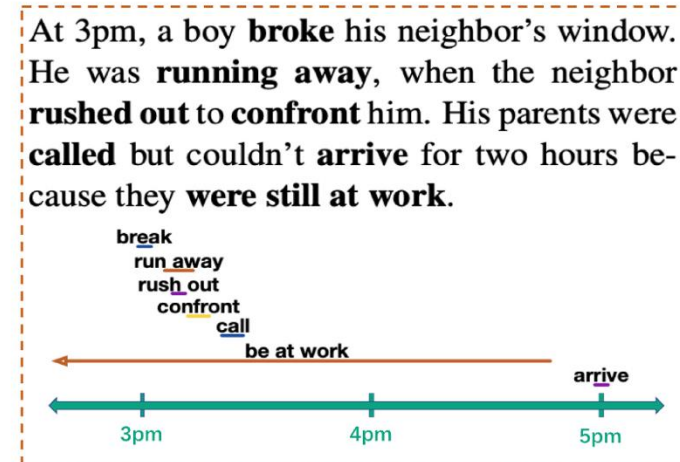 At 3pm, a boy broke his neighbor’s window.
He was running away, when the neighbor
rushed out to confront him. His parents were
called but couldn’t arrive for two hours be-
cause they were still at work.
break
run away
rush out
confront
call
be at work
arrive
3pm 4pm 5pm